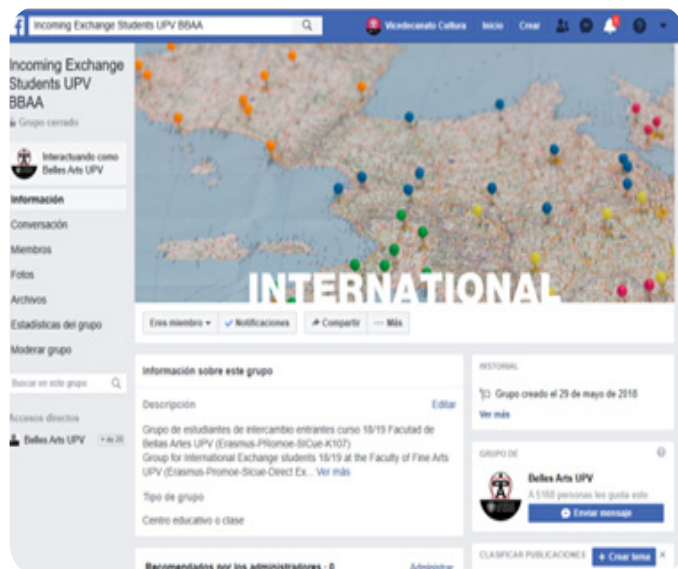 Incoming Exchange Students UPV BBAA
Vicedecanato Cultura
Inicio
Crear
Incoming Exchange
Students UPV
BBAA
Grupo cerrado
Interactuando como
Belles Arts UPV
Información
Conversación
Miembros
Fotos
Archivos
Estadísticas del grupo
Moderar grupo
Buscar en este grupo
Accesos directos
Belles Arts UPV
+ de 20
INTERNATIONAL
Eres miembro
Notificaciones
Compartir
Más
Información sobre este grupo
Descripción
Editar
Grupo de estudiantes de intercambio entrantes curso 18/19 Facutad de
Bellas Artes UPV (Erasmus-PRomoe-SICue-K107)
Group for International Exchange students 18/19 at the Faculty of Fine Arts
UPV (Erasmus-Promoe-Sicue-Direct Ex... Ver más
Tipo de grupo
Centro educativo o clase
Recomendados por los administradores · 0
Administrar
HISTORIAL
Grupo creado el 29 de mayo de 2018
Ver más
GRUPO DE
Belles Arts UPV
A 5168 personas les gusta esto
Enviar mensaje
CLASIFICAR PUBLICACIONES
+ Crear tema